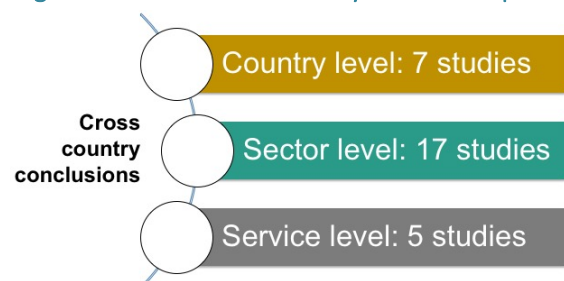 Country level: 7 studies
Cross
country
conclusions
Sector level: 17 studies
Service level: 5 studies